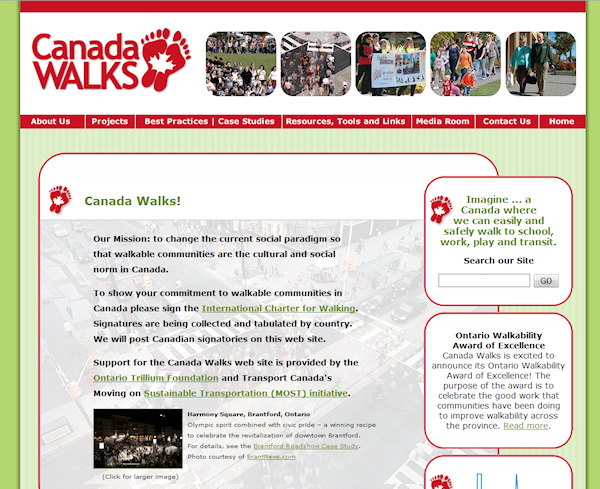 Canada
WALKS
About Us Projects Best Practices | Case Studies Resources, Tools and Links Media Room Contact Us Home
Canada Walks!
Our Mission: to change the current social paradigm so
that walkable communities are the cultural and social
norm in Canada.
To show your commitment to walkable communities in
Canada please sign the International Charter for Walking.
Signatures are being collected and tabulated by country.
We will post Canadian signatories on this web site.
Support for the Canada Walks web site is provided by the
Ontario Trillium Foundation and Transport Canada's
Moving on Sustainable Transportation (MOST) initiative.
Harmony Square, Brantford, Ontario
Olympic spirit combined with civic pride – a winning recipe
to celebrate the revitalization of downtown Brantford.
For details, see the Brantford Roadshow Case Study.
Photo courtesy of BrantNews.com
(Click for larger image)
Imagine ... a
Canada where
we can easily and
safely walk to school,
work, play and transit.
Search our Site
GO
Ontario Walkability
Award of Excellence
Canada Walks is excited to
announce its Ontario Walkability
Award of Excellence! The
purpose of the award is to
celebrate the good work that
communities have been doing
to improve walkability across
the province. Read more.